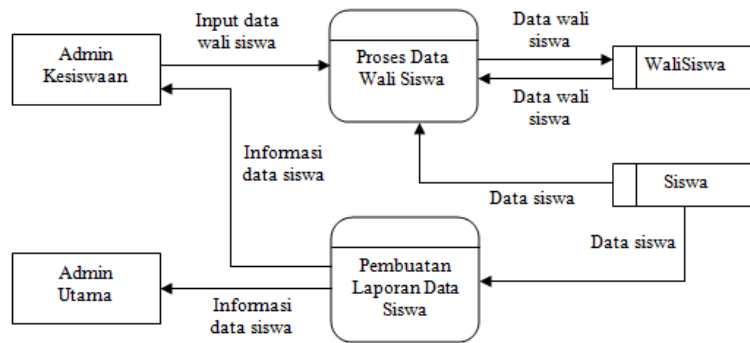 Input data
wali siswa
Data wali
siswa
Admin
Kesiswaan
Proses Data
Wali Siswa
WaliSiswa
Data wali
siswa
Informasi
data siswa
Siswa
Data siswa
Data siswa
Admin
Utama
Pembuatan
Laporan Data
Siswa
Informasi
data siswa